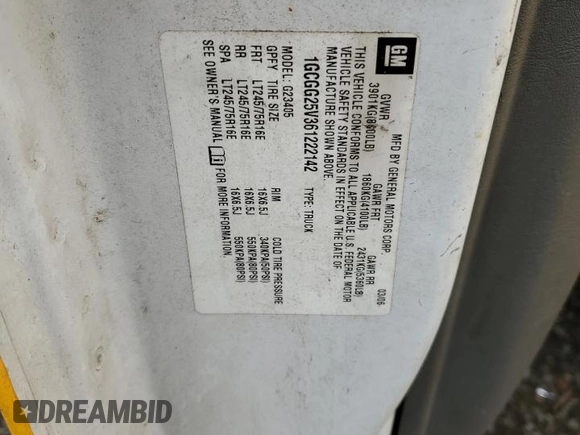 GM
MFD BY GENERAL MOTORS CORP.
03/06
GVWR GAWR FRT GAWR RR
3901KG(8600LB) 1860KG(4100LB) 2431KG(5360LB)
THIS VEHICLE CONFORMS TO ALL APPLICABLE U.S. FEDERAL MOTOR
VEHICLE SAFETY STANDARDS IN EFFECT ON THE DATE OF
MANUFACTURE SHOWN ABOVE.
1GCGG25V361222142 TYPE: TRUCK
MODEL: G23405
GPFY TIRE SIZE RIM COLD TIRE PRESSURE
FRT LT245/75R16E 16X6.5J 340KPA(50PSI)
RR LT245/75R16E 16X6.5J 550KPA(80PSI)
SPA LT245/75R16E 16X6.5J 550KPA(80PSI)
SEE OWNER'S MANUAL FOR MORE INFORMATION.
DREAMBID